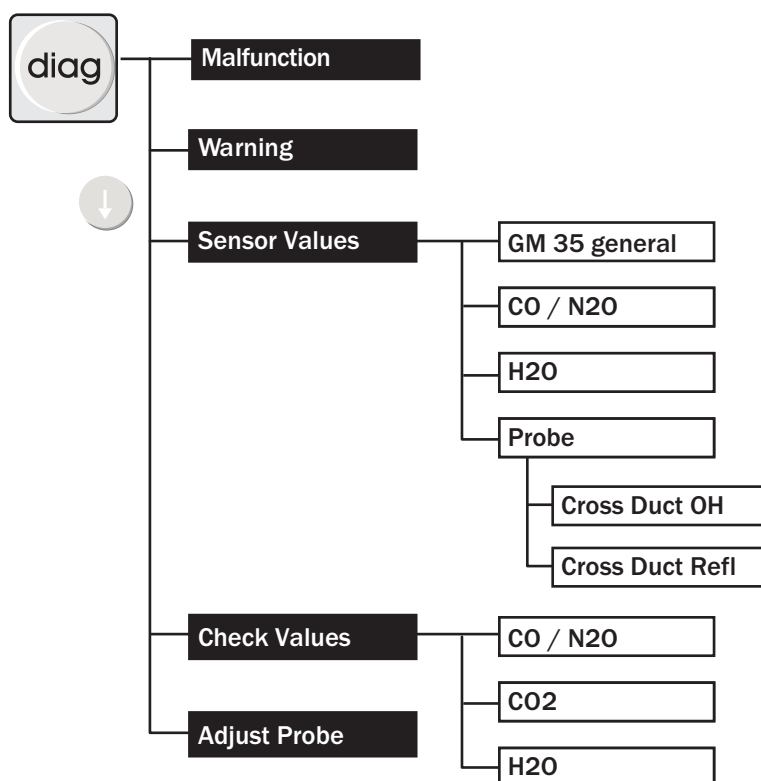 diag
Malfunction
Warning
Sensor Values
GM 35 general
CO / N2O
H2O
Probe
Cross Duct OH
Cross Duct Refl
Check Values
CO / N2O
CO2
H2O
Adjust Probe